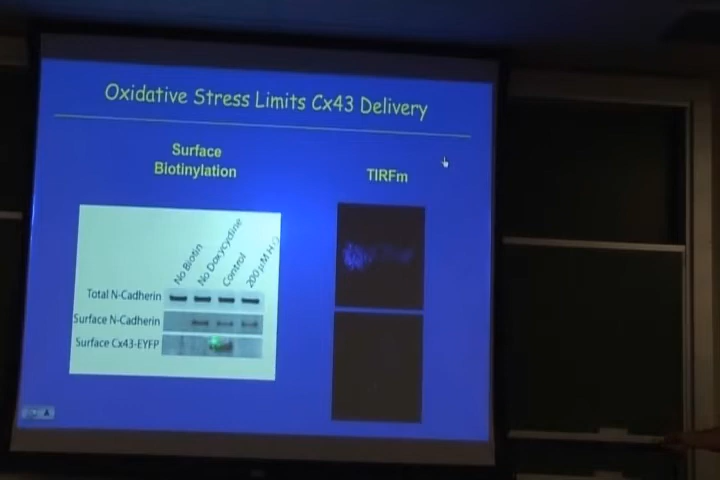 Oxidative Stress Limits Cx43 Delivery
Surface
Biotinylation
TIRFm
No Biotin
No Doxycycline
Control
200 µM H
Total N-Cadherin
Surface N-Cadherin
Surface Cx43-EYFP